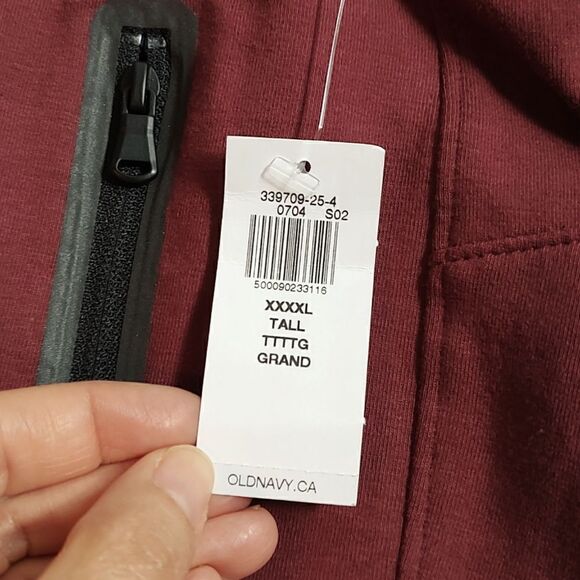 339709-25-4
0704 S02
500090233116
XXXXL
TALL
TTTTG
GRAND
OLDNAVY.CA